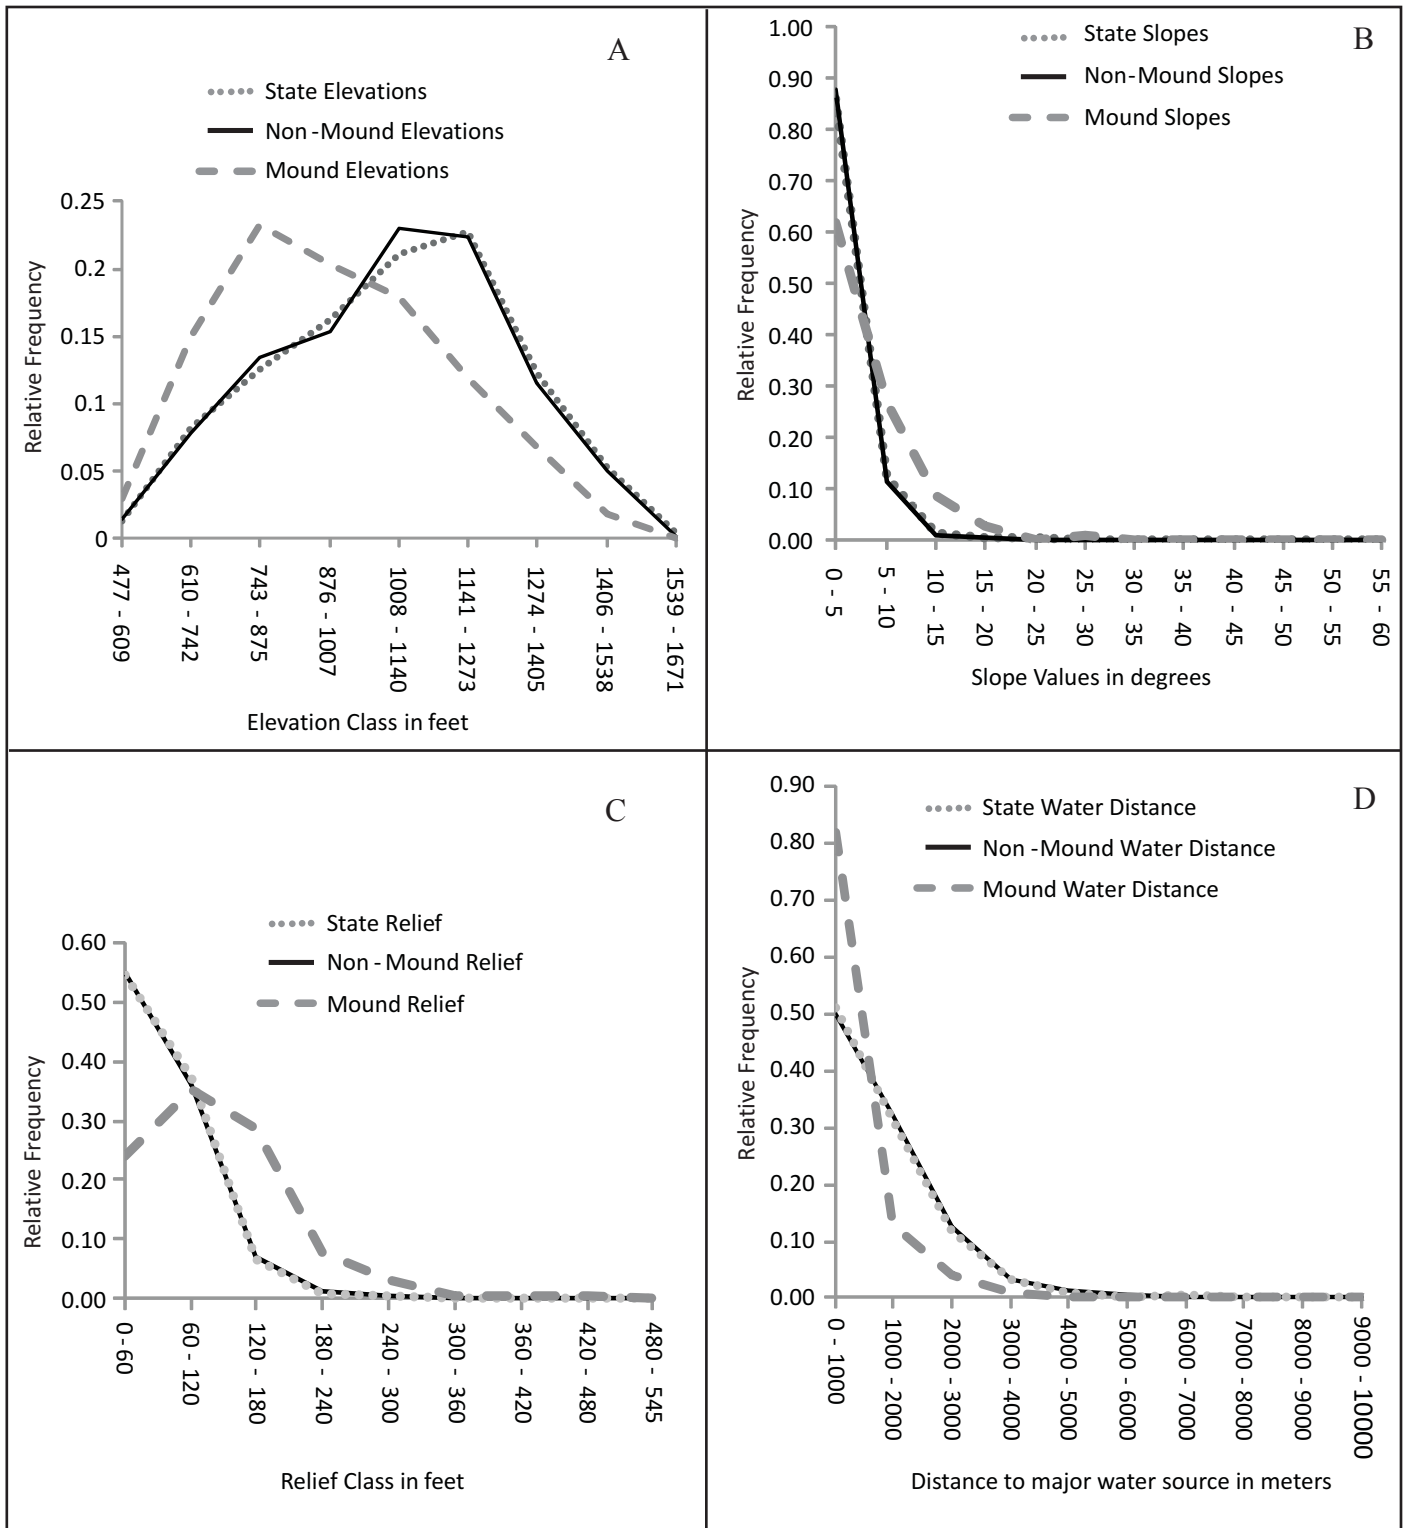 A
State Elevations
Non-Mound Elevations
Mound Elevations
0.25
0.2
0.15
0.1
0.05
0
Relative Frequency
477 - 609
610 - 742
743 - 875
876 - 1007
1008 - 1140
1141 - 1273
1274 - 1405
1406 - 1538
1539 - 1671
Elevation Class in feet
B
State Slopes
Non-Mound Slopes
Mound Slopes
1.00
0.90
0.80
0.70
0.60
0.50
0.40
0.30
0.20
0.10
0.00
Relative Frequency
0 - 5
5 - 10
10 - 15
15 - 20
20 - 25
25 - 30
30 - 35
35 - 40
40 - 45
45 - 50
50 - 55
55 - 60
Slope Values in degrees
C
State Relief
Non-Mound Relief
Mound Relief
0.60
0.50
0.40
0.30
0.20
0.10
0.00
Relative Frequency
0 - 60
60 - 120
120 - 180
180 - 240
240 - 300
300 - 360
360 - 420
420 - 480
480 - 545
Relief Class in feet
D
State Water Distance
Non-Mound Water Distance
Mound Water Distance
0.90
0.80
0.70
0.60
0.50
0.40
0.30
0.20
0.10
0.00
Relative Frequency
0 - 1000
1000 - 2000
2000 - 3000
3000 - 4000
4000 - 5000
5000 - 6000
6000 - 7000
7000 - 8000
8000 - 9000
9000 - 10000
Distance to major water source in meters